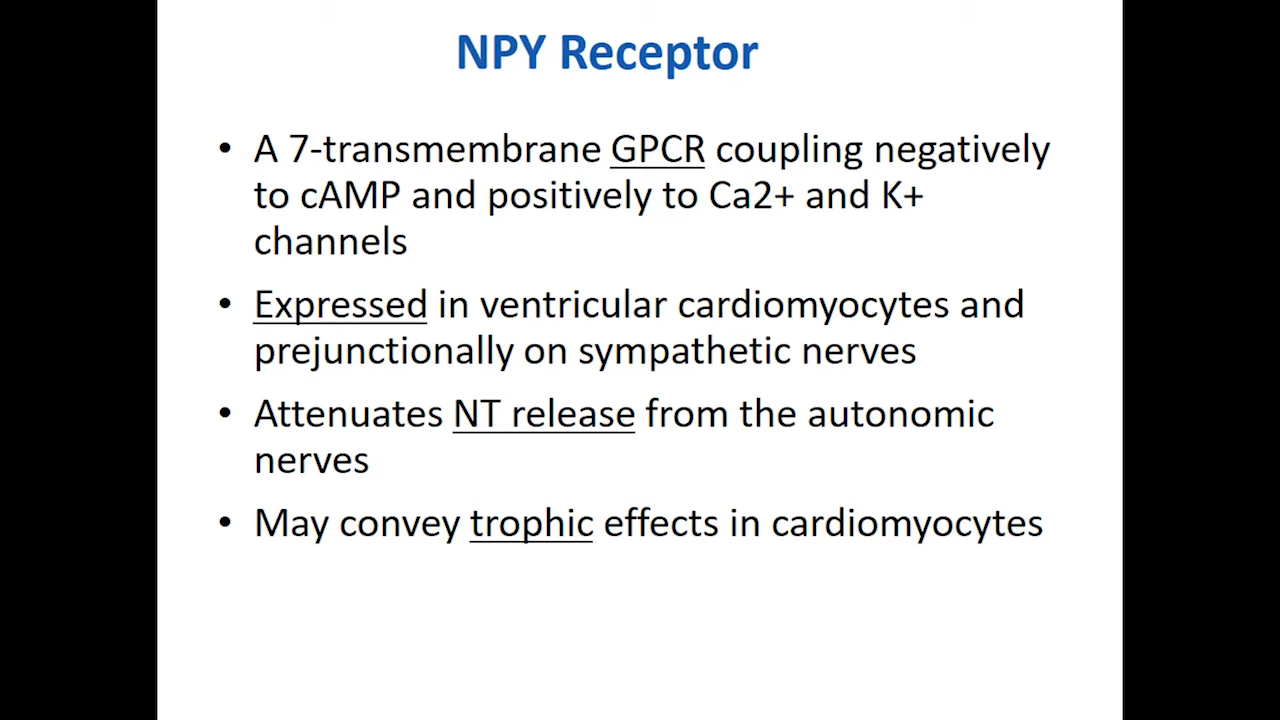 NPY Receptor
• A 7-transmembrane GPCR coupling negatively
to cAMP and positively to Ca2+ and K+
channels
• Expressed in ventricular cardiomyocytes and
prejunctionally on sympathetic nerves
• Attenuates NT release from the autonomic
nerves
• May convey trophic effects in cardiomyocytes